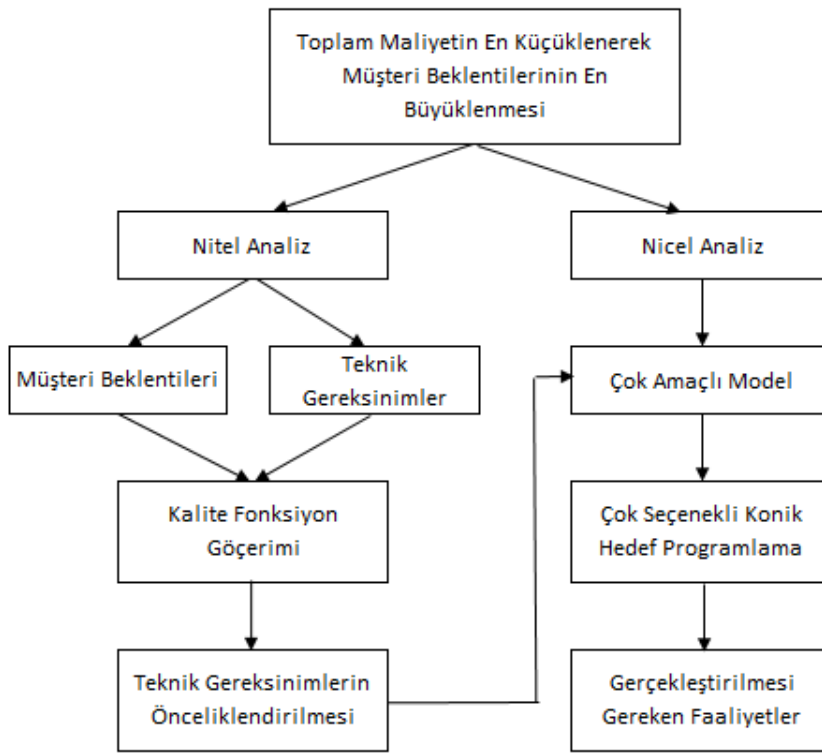 Toplam Maliyetin En Küçüklenerek
Müşteri Beklentilerinin En
Büyüklenmesi
Nitel Analiz
Nicel Analiz
Müşteri Beklentileri
Teknik
Gereksinimler
Çok Amaçlı Model
Kalite Fonksiyon
Göçerimi
Çok Seçenekli Konik
Hedef Programlama
Teknik Gereksinimlerin
Önceliklendirilmesi
Gerçekleştirilmesi
Gereken Faaliyetler